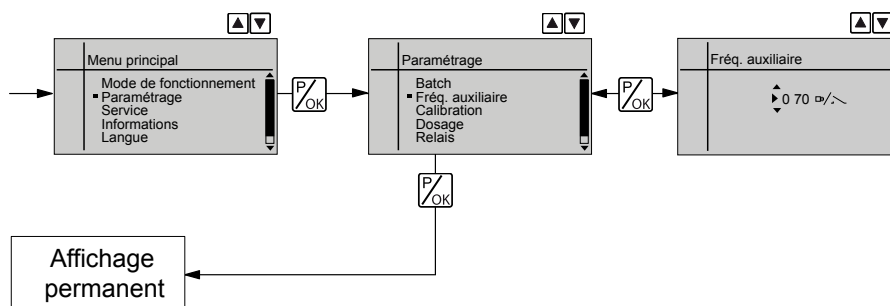 Menu principal
Mode de fonctionnement
Paramétrage
Service
Informations
Langue
P/OK
Paramétrage
Batch
Fréq. auxiliaire
Calibration
Dosage
Relais
P/OK
Fréq. auxiliaire
0 70
P/OK
Affichage
permanent